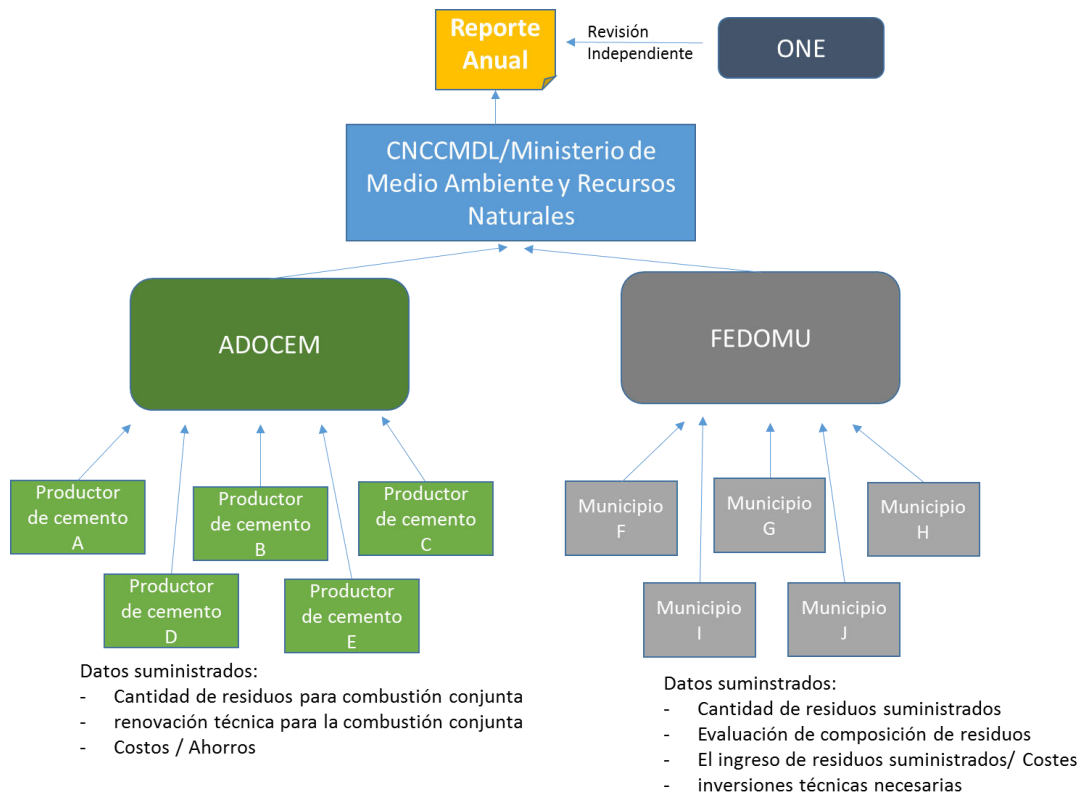 Reporte
Anual
Revisión
Independiente
ONE
CNCCMDL/Ministerio de
Medio Ambiente y Recursos
Naturales
ADOCEM
FEDOMU
Productor
de cemento
A
Productor
de cemento
B
Productor
de cemento
C
Productor
de cemento
D
Productor
de cemento
E
Municipio
F
Municipio
G
Municipio
H
Municipio
I
Municipio
J
Datos suministrados:
- Cantidad de residuos para combustión conjunta
- renovación técnica para la combustión conjunta
- Costos / Ahorros
Datos suminstrados:
- Cantidad de residuos suministrados
- Evaluación de composición de residuos
- El ingreso de residuos suministrados/ Costes
- inversiones técnicas necesarias